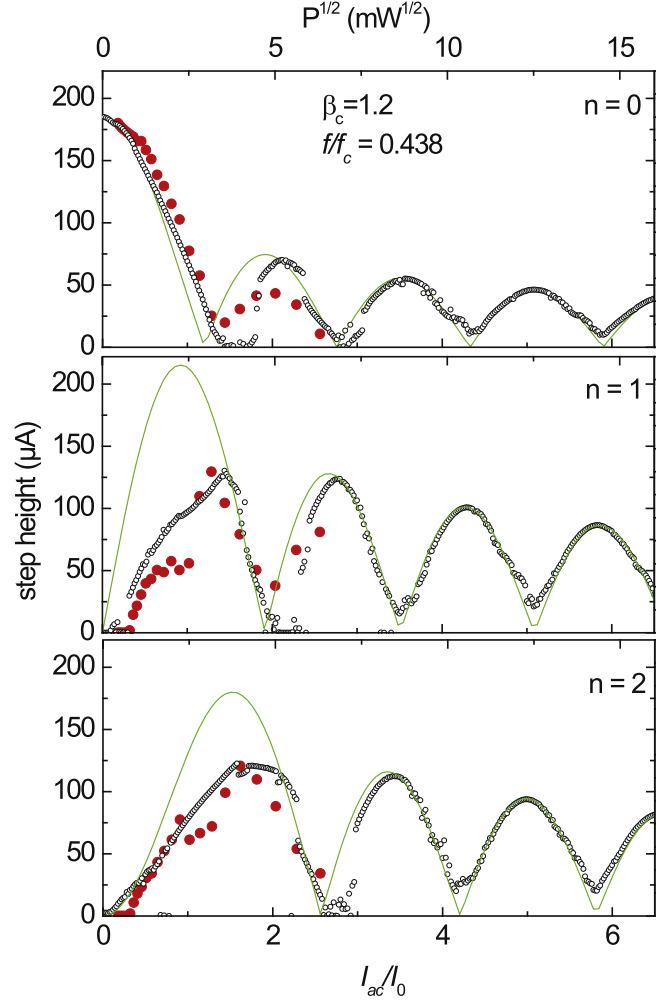 P^{1/2} (mW^{1/2})
0 5 10 15
200
150
100
50
0
β_c=1.2
f/f_c = 0.438
n = 0
200
150
100
50
0
n = 1
step height (µA)
200
150
100
50
0
n = 2
0 2 4 6
I_{ac}/I_0